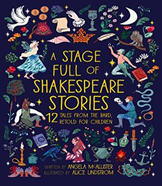 A STAGE
FULL OF
SHAKESPEARE
STORIES
12 TALES FROM THE BARD,
RETOLD FOR CHILDREN
WRITTEN BY ANGELA McALLISTER
ILLUSTRATED BY ALICE LINDSTROM